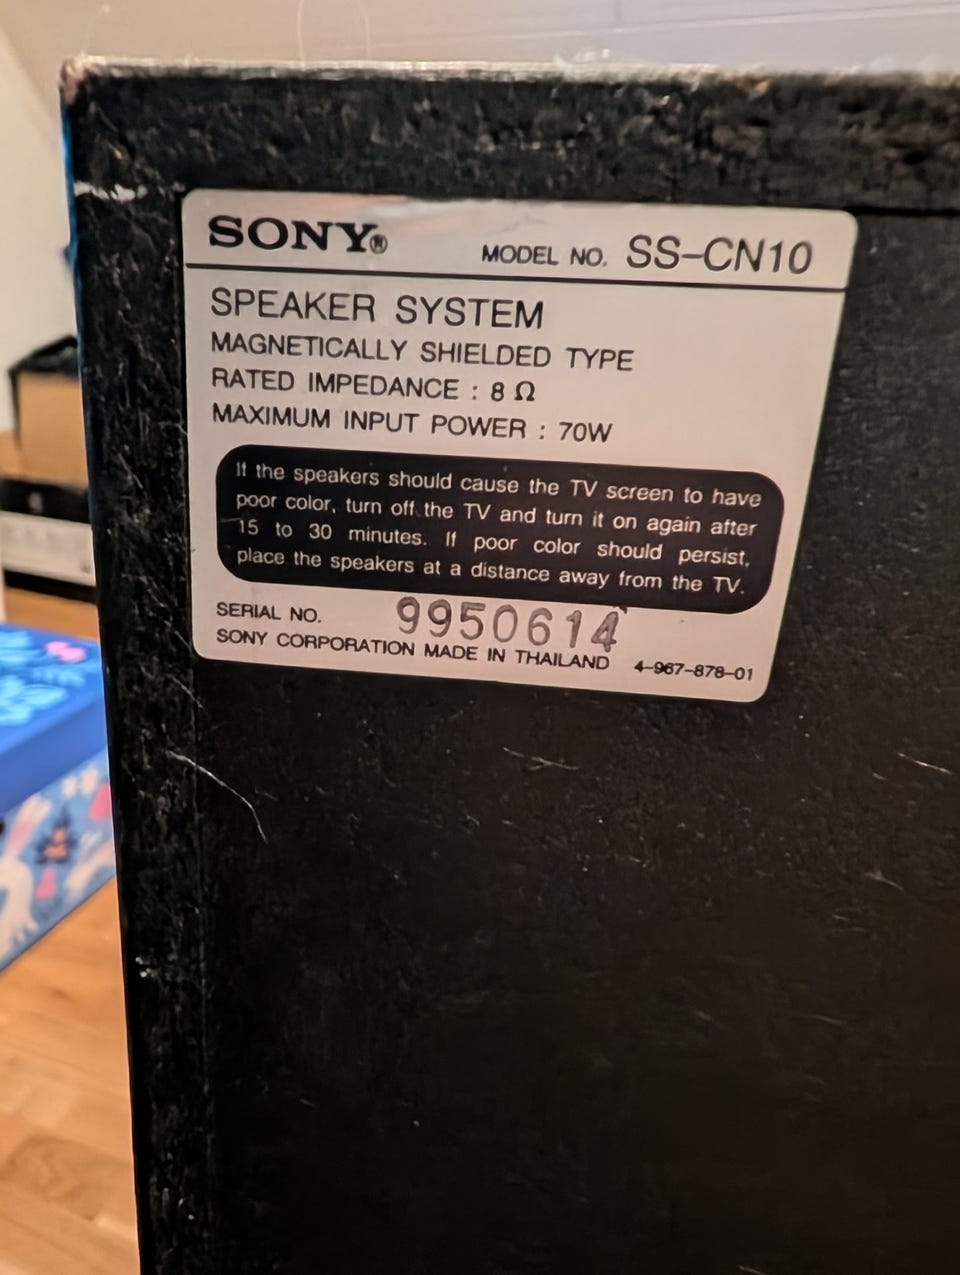 SONY® MODEL NO. SS-CN10
SPEAKER SYSTEM
MAGNETICALLY SHIELDED TYPE
RATED IMPEDANCE : 8 Ω
MAXIMUM INPUT POWER : 70W
If the speakers should cause the TV screen to have
poor color, turn off the TV and turn it on again after
15 to 30 minutes. If poor color should persist,
place the speakers at a distance away from the TV.
SERIAL NO. 9950614
SONY CORPORATION MADE IN THAILAND 4-967-878-01